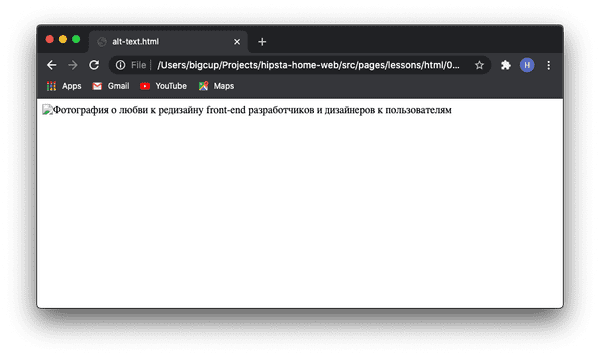 alt-text.html
File | /Users/bigcup/Projects/hipsta-home-web/src/pages/lessons/html/0...
H
Apps Gmail YouTube Maps
Фотография о любви к редизайну front-end разработчиков и дизайнеров к пользователям